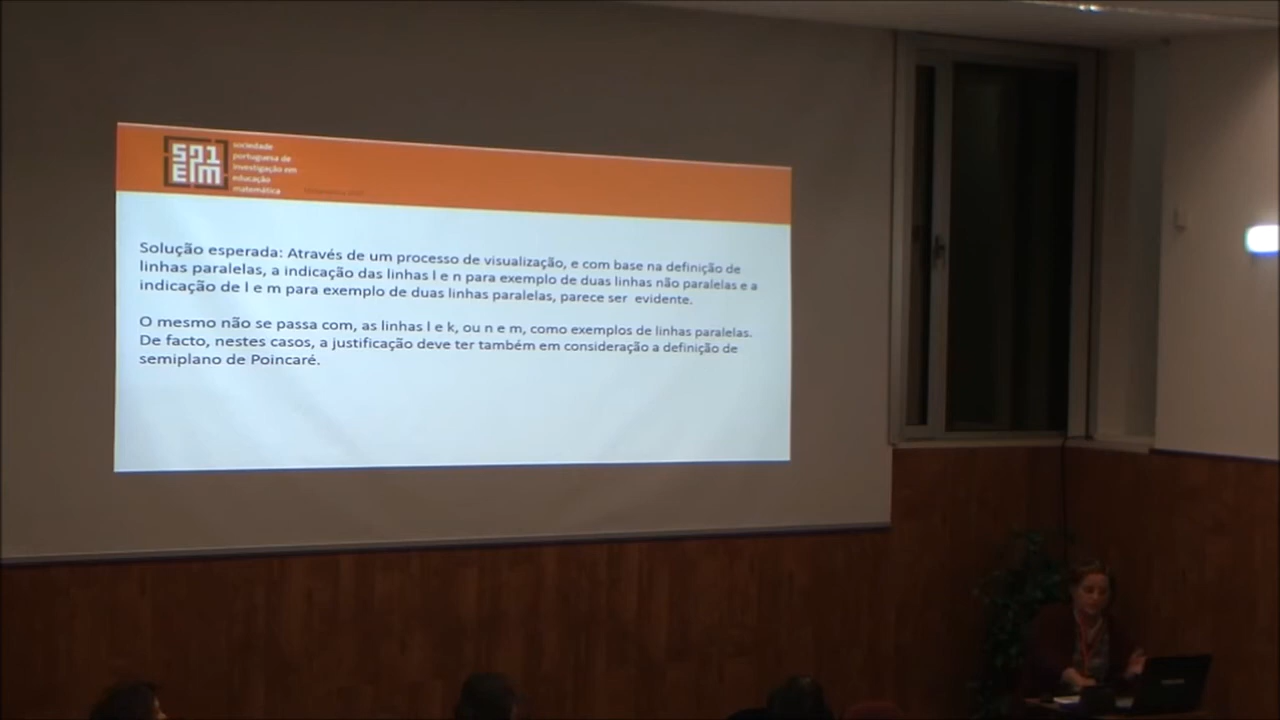 sp1
eim
sociedade
portuguesa de
investigação em
educação
matemática
Solução esperada: Através de um processo de visualização, e com base na definição de
linhas paralelas, a indicação das linhas l e n para exemplo de duas linhas não paralelas e a
indicação de l e m para exemplo de duas linhas paralelas, parece ser evidente.
O mesmo não se passa com, as linhas l e k, ou n e m, como exemplos de linhas paralelas.
De facto, nestes casos, a justificação deve ter também em consideração a definição de
semiplano de Poincaré.